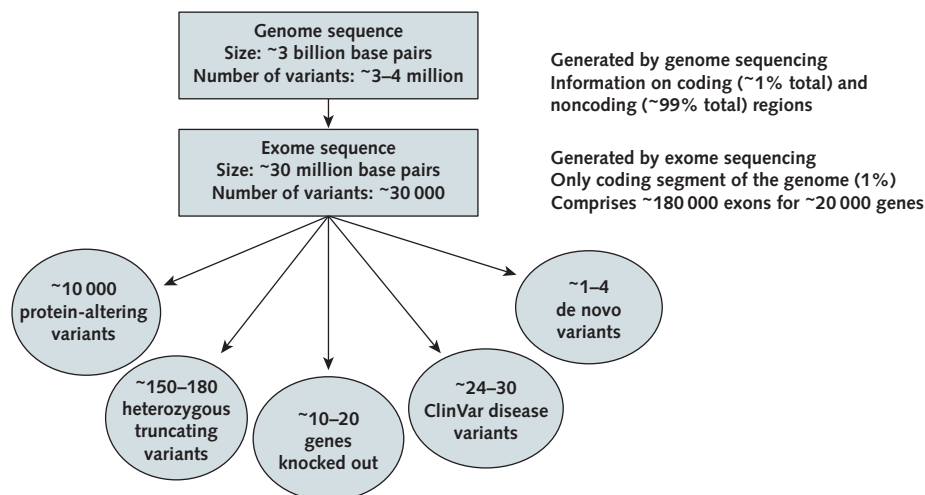 Genome sequence
Size: ~3 billion base pairs
Number of variants: ~3–4 million
Generated by genome sequencing
Information on coding (~1% total) and
noncoding (~99% total) regions
Exome sequence
Size: ~30 million base pairs
Number of variants: ~30 000
Generated by exome sequencing
Only coding segment of the genome (1%)
Comprises ~180 000 exons for ~20 000 genes
~10 000
protein-altering
variants
~150–180
heterozygous
truncating
variants
~10–20
genes
knocked out
~24–30
ClinVar disease
variants
~1–4
de novo
variants